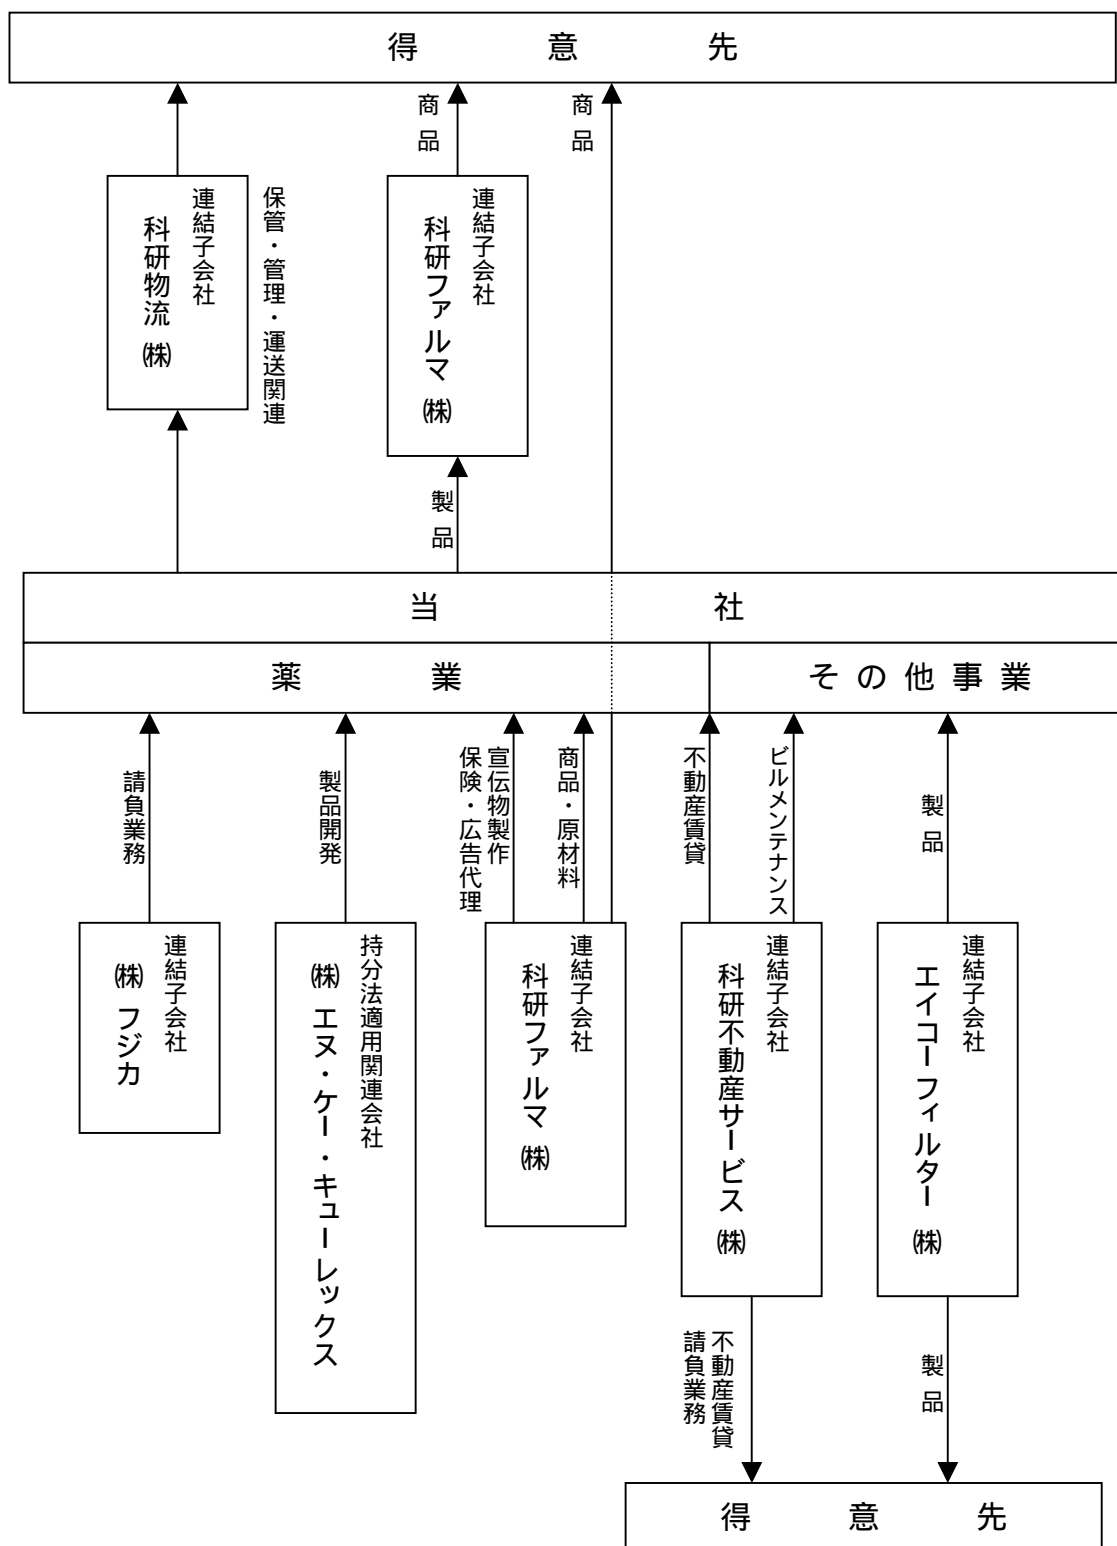 得意先
商品
商品
連結子会社
科研物流㈱
保管・管理・運送関連
連結子会社
科研ファルマ㈱
製品
当社
薬業
その他事業
請負業務
製品開発
宣伝物製作
保険・広告代理
商品・原材料
不動産賃貸
ビルメンテナンス
製品
連結子会社
㈱フジカ
持分法適用関連会社
㈱エヌ・ケー・キューレックス
連結子会社
科研ファルマ㈱
連結子会社
科研不動産サービス㈱
連結子会社
エイコーフィルター㈱
不動産賃貸
請負業務
製品
得意先